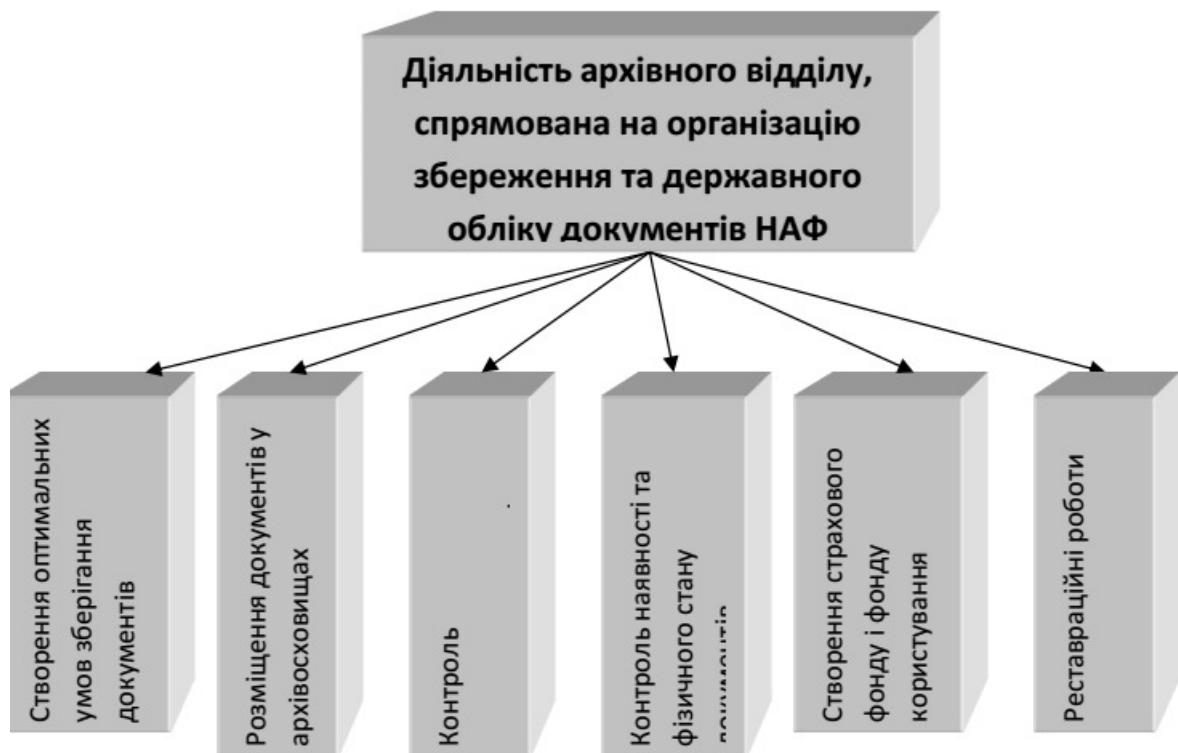 Діяльність архівного відділу,
спрямована на організацію
збереження та державного
обліку документів НАФ
Створення оптимальних
умов зберігання
документів
Розміщення документів у
архівосховищах
Контроль
Контроль наявності та
фізичного стану
документів
Створення страхового
фонду і фонду
користування
Реставраційні роботи